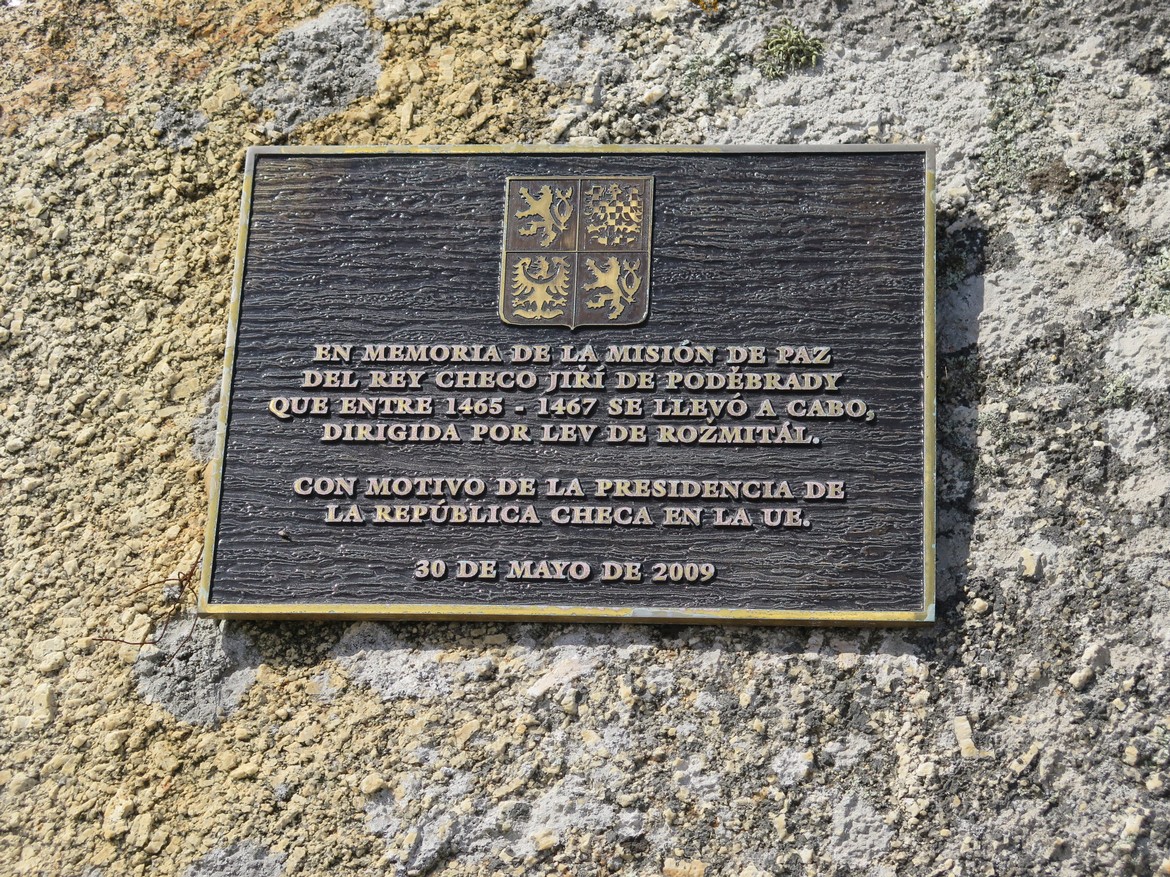 EN MEMORIA DE LA MISIÓN DE PAZ
DEL REY CHECO JIŘÍ DE PODĚBRADY
QUE ENTRE 1465 - 1467 SE LLEVÓ A CABO,
DIRIGIDA POR LEV DE ROŽMITÁL.
CON MOTIVO DE LA PRESIDENCIA DE
LA REPÚBLICA CHECA EN LA UE.
30 DE MAYO DE 2009